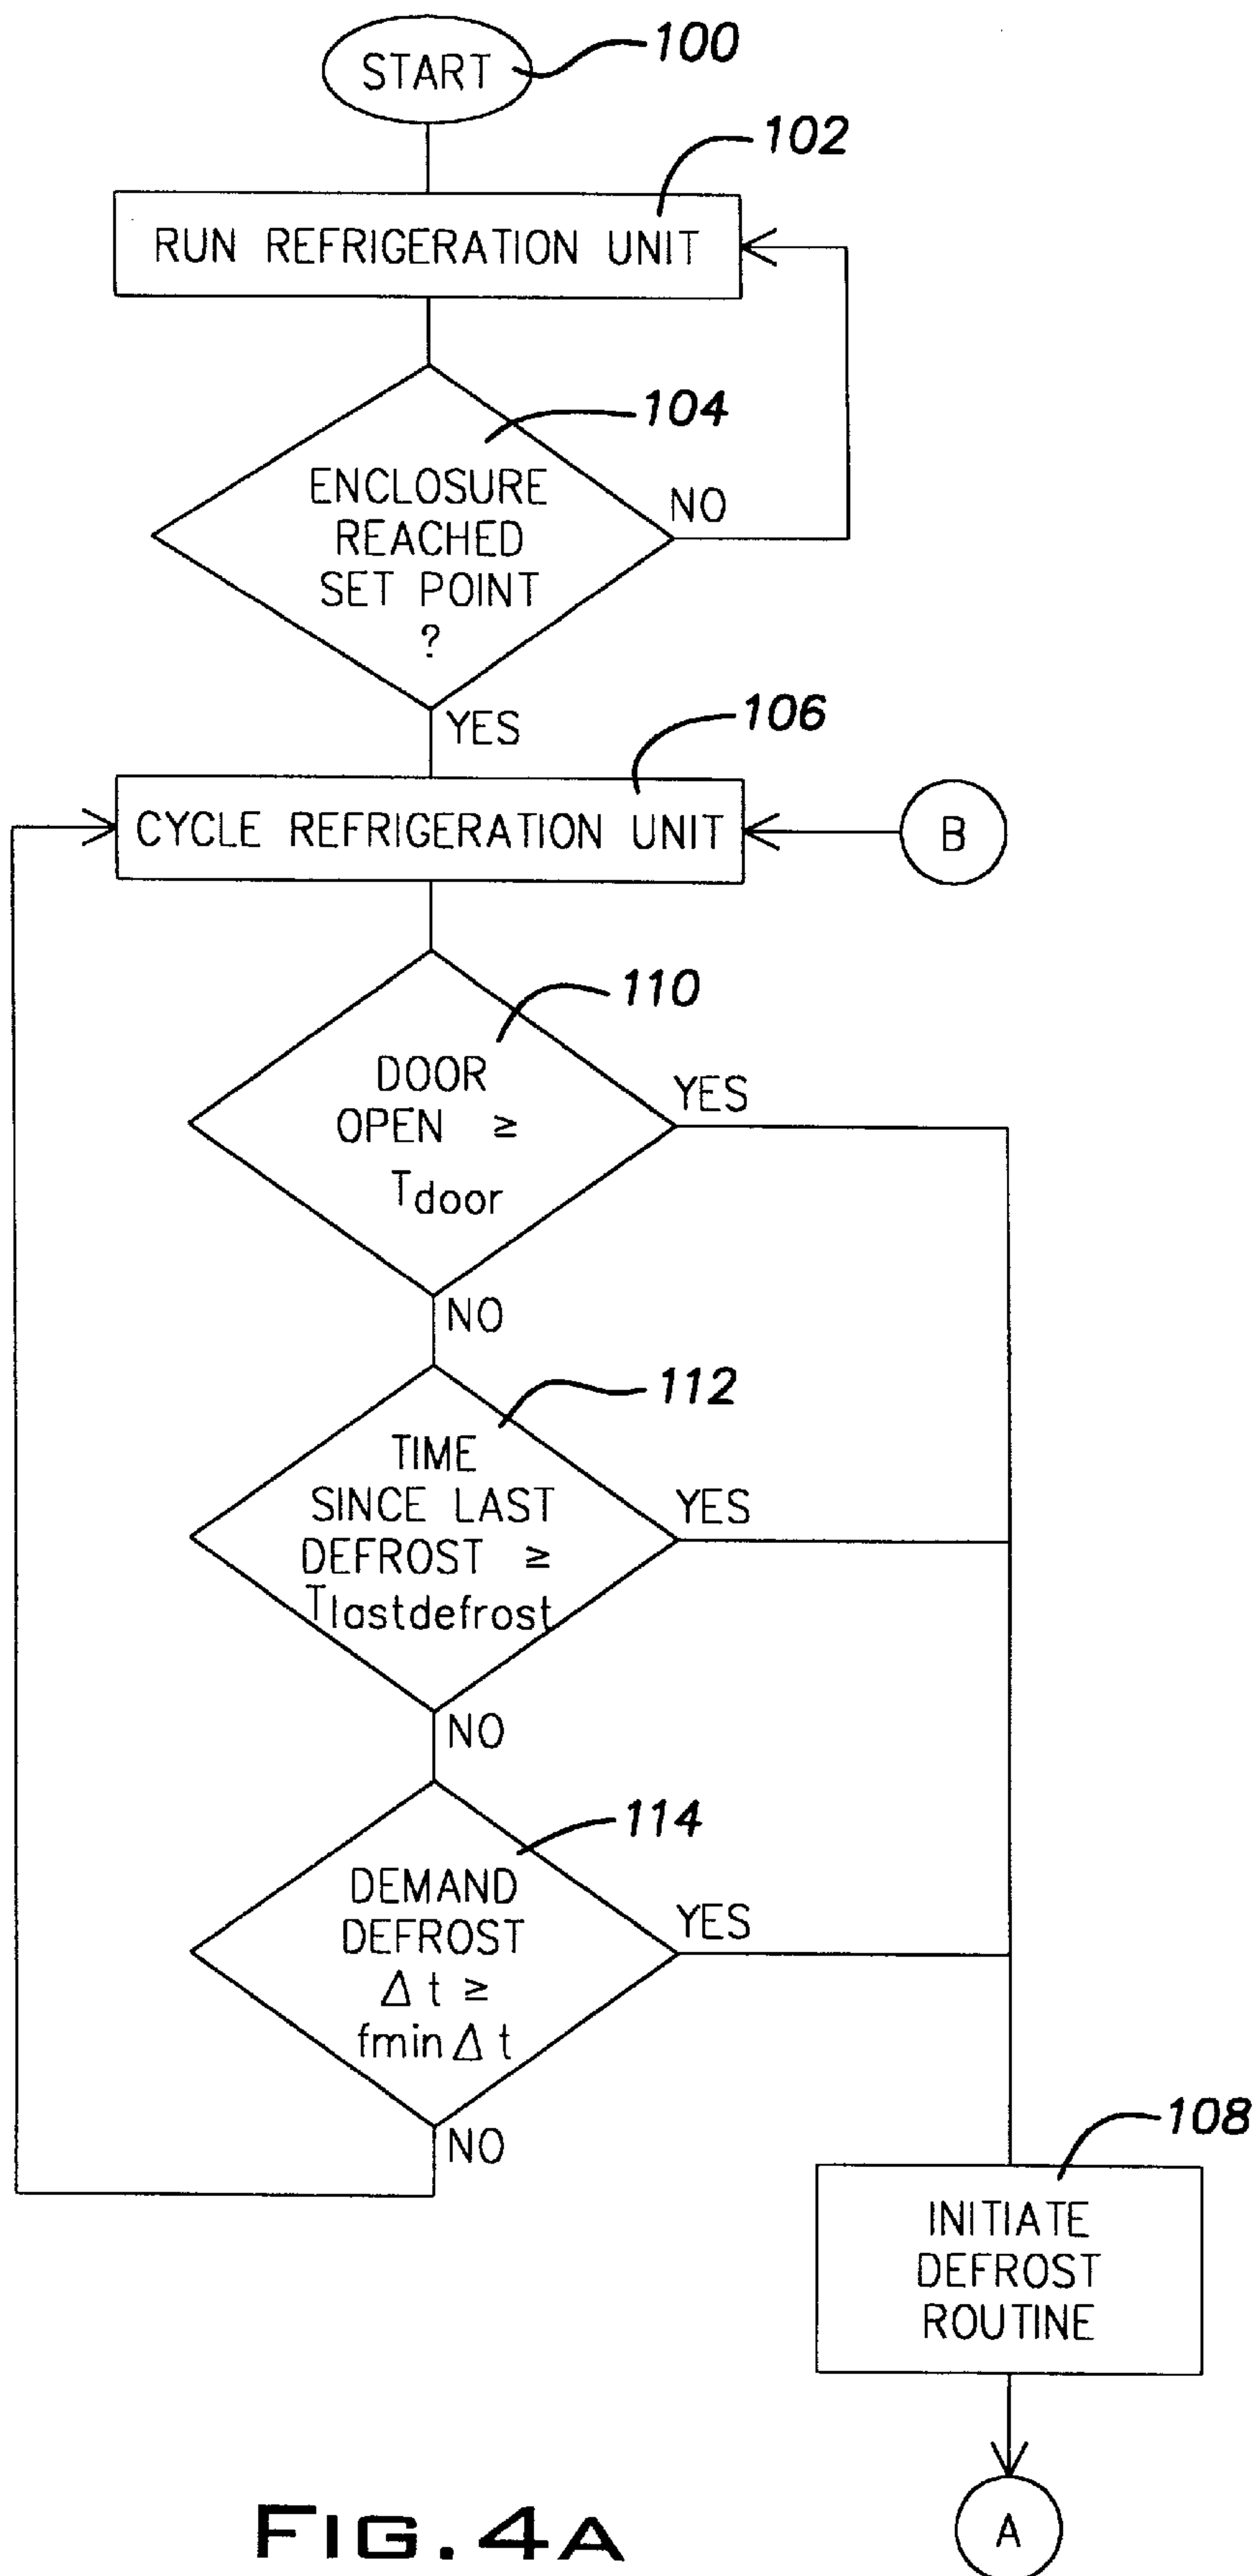 START
100
102
RUN REFRIGERATION UNIT
104
ENCLOSURE
REACHED
SET POINT
?
NO
YES
106
CYCLE REFRIGERATION UNIT
B
110
DOOR
OPEN ≥
Tdoor
YES
NO
112
TIME
SINCE LAST
DEFROST ≥
Tlastdefrost
YES
NO
114
DEMAND
DEFROST
Δ t ≥
fmin Δ t
YES
NO
108
INITIATE
DEFROST
ROUTINE
A
FIG. 4A